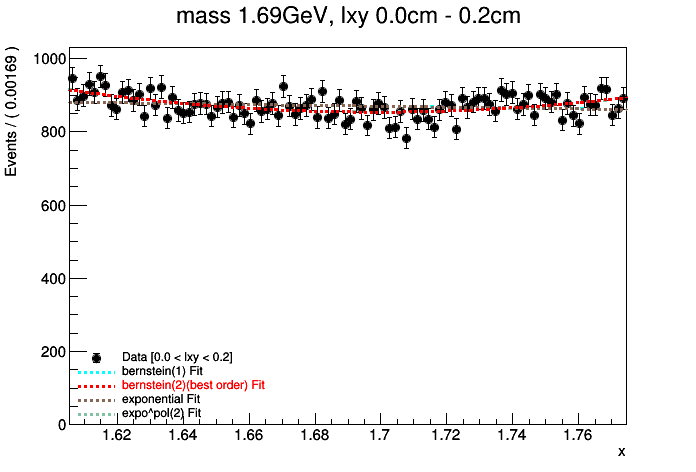 mass 1.69GeV, lxy 0.0cm - 0.2cm
Events / ( 0.00169 )
1000
800
600
400
200
0
Data [0.0 < lxy < 0.2]
bernstein(1) Fit
bernstein(2)(best order) Fit
exponential Fit
expo^pol(2) Fit
1.62 1.64 1.66 1.68 1.7 1.72 1.74 1.76
x